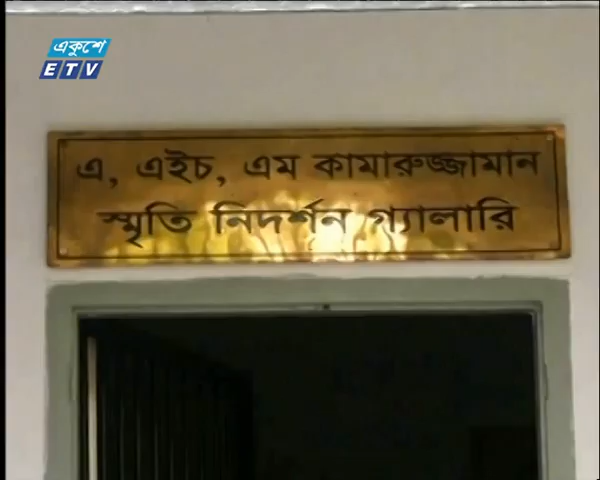 একুশে
ETV
এ, এইচ, এম কামারুজ্জামান
স্মৃতি নিদর্শন গ্যালারি